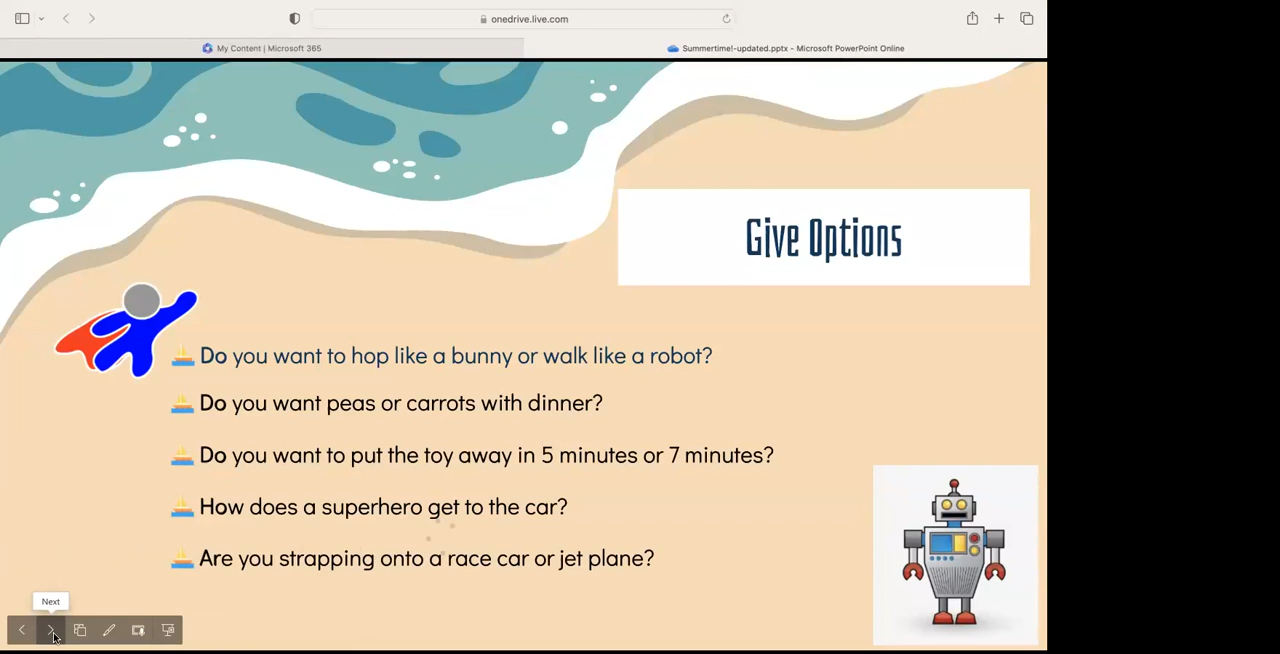 onedrive.live.com
My Content | Microsoft 365
Summertime!-updated.pptx - Microsoft PowerPoint Online
Give Options
Do you want to hop like a bunny or walk like a robot?
Do you want peas or carrots with dinner?
Do you want to put the toy away in 5 minutes or 7 minutes?
How does a superhero get to the car?
Are you strapping onto a race car or jet plane?
Next